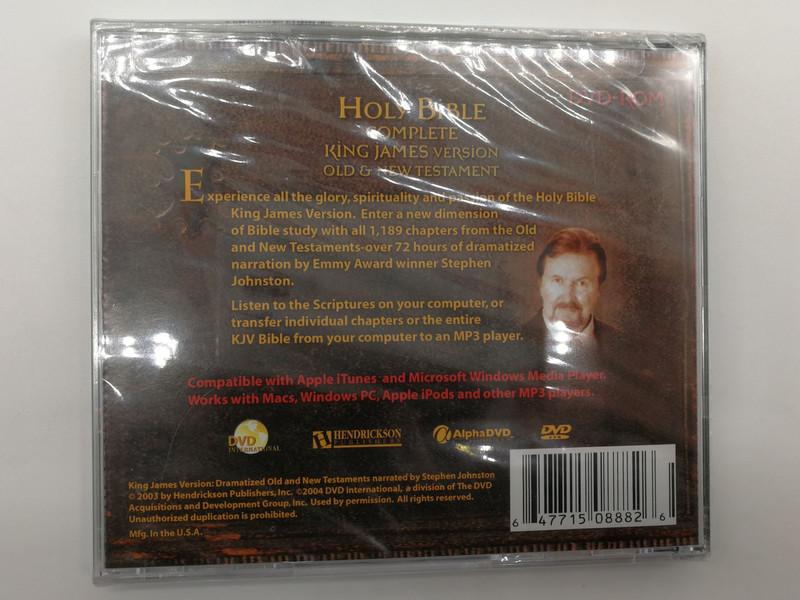 DVD-ROM
HOLY BIBLE
COMPLETE
KING JAMES VERSION
OLD & NEW TESTAMENT
Experience all the glory, spirituality and passion of the Holy Bible
King James Version. Enter a new dimension
of Bible study with all 1,189 chapters from the Old
and New Testaments-over 72 hours of dramatized
narration by Emmy Award winner Stephen
Johnston.
Listen to the Scriptures on your computer, or
transfer individual chapters or the entire
KJV Bible from your computer to an MP3 player.
Compatible with Apple iTunes and Microsoft Windows Media Player.
Works with Macs, Windows PC, Apple iPods and other MP3 players.
DVD INTERNATIONAL
HENDRICKSON PUBLISHERS
AlphaDVD
DVD ROM
King James Version: Dramatized Old and New Testaments narrated by Stephen Johnston
© 2003 by Hendrickson Publishers, Inc. ©2004 DVD International, a division of The DVD
Acquisitions and Development Group, Inc. Used by permission. All rights reserved.
Unauthorized duplication is prohibited.
Mfg. In the U.S.A.
6 47715 08882 6